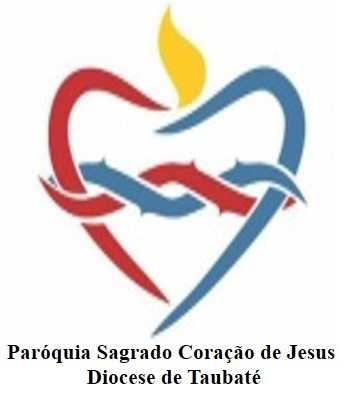 Paróquia Sagrado Coração de Jesus
Diocese de Taubaté